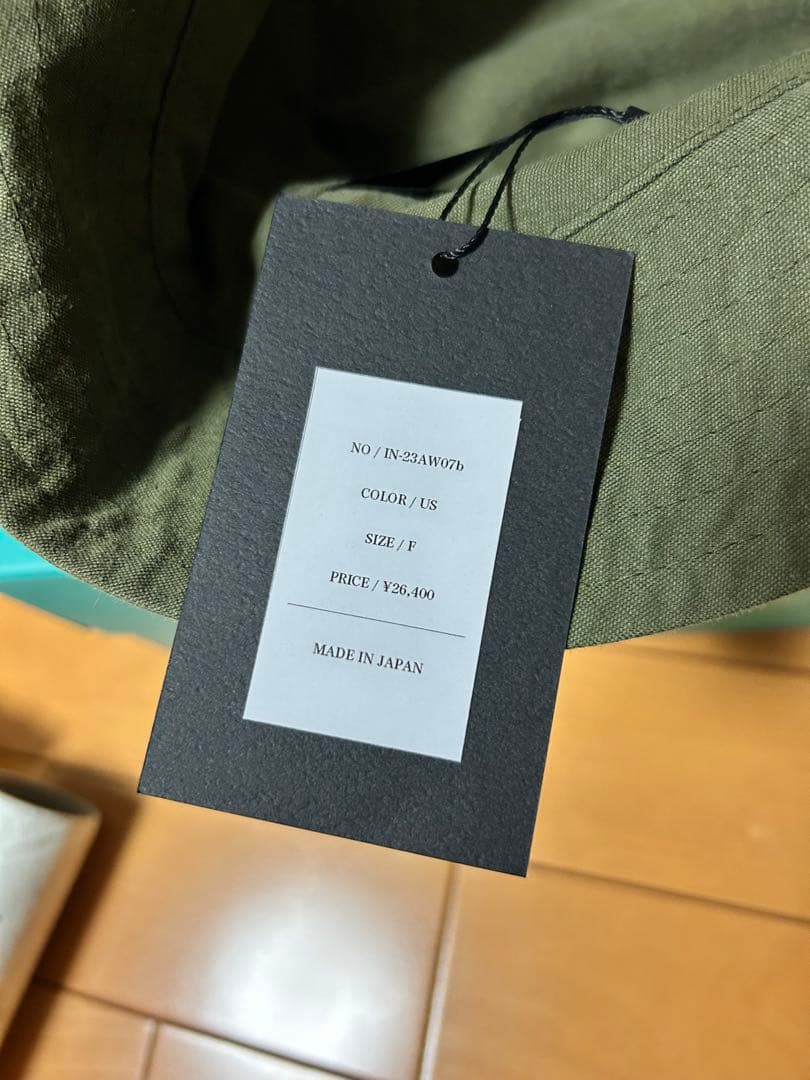 NO / IN-23AW07b
COLOR / US
SIZE / F
PRICE / ¥26,400
MADE IN JAPAN